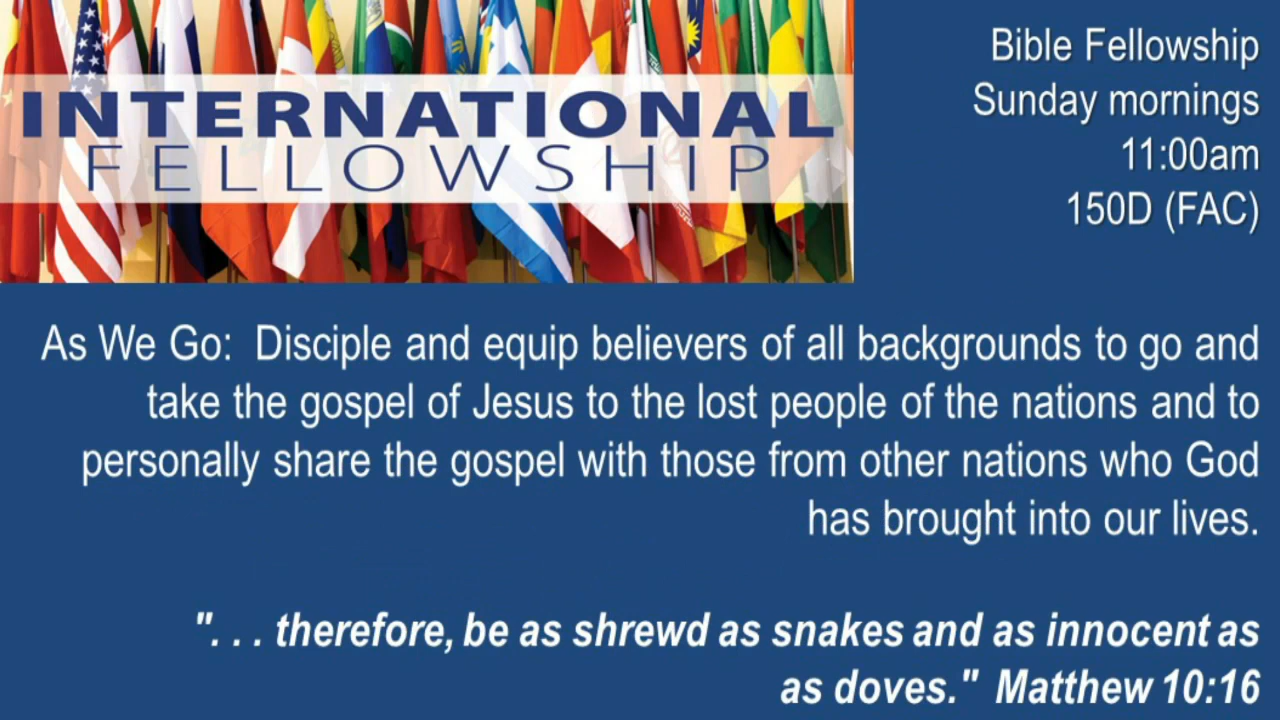 INTERNATIONAL
FELLOWSHIP
Bible Fellowship
Sunday mornings
11:00am
150D (FAC)
As We Go: Disciple and equip believers of all backgrounds to go and
take the gospel of Jesus to the lost people of the nations and to
personally share the gospel with those from other nations who God
has brought into our lives.
". . . therefore, be as shrewd as snakes and as innocent as
as doves." Matthew 10:16